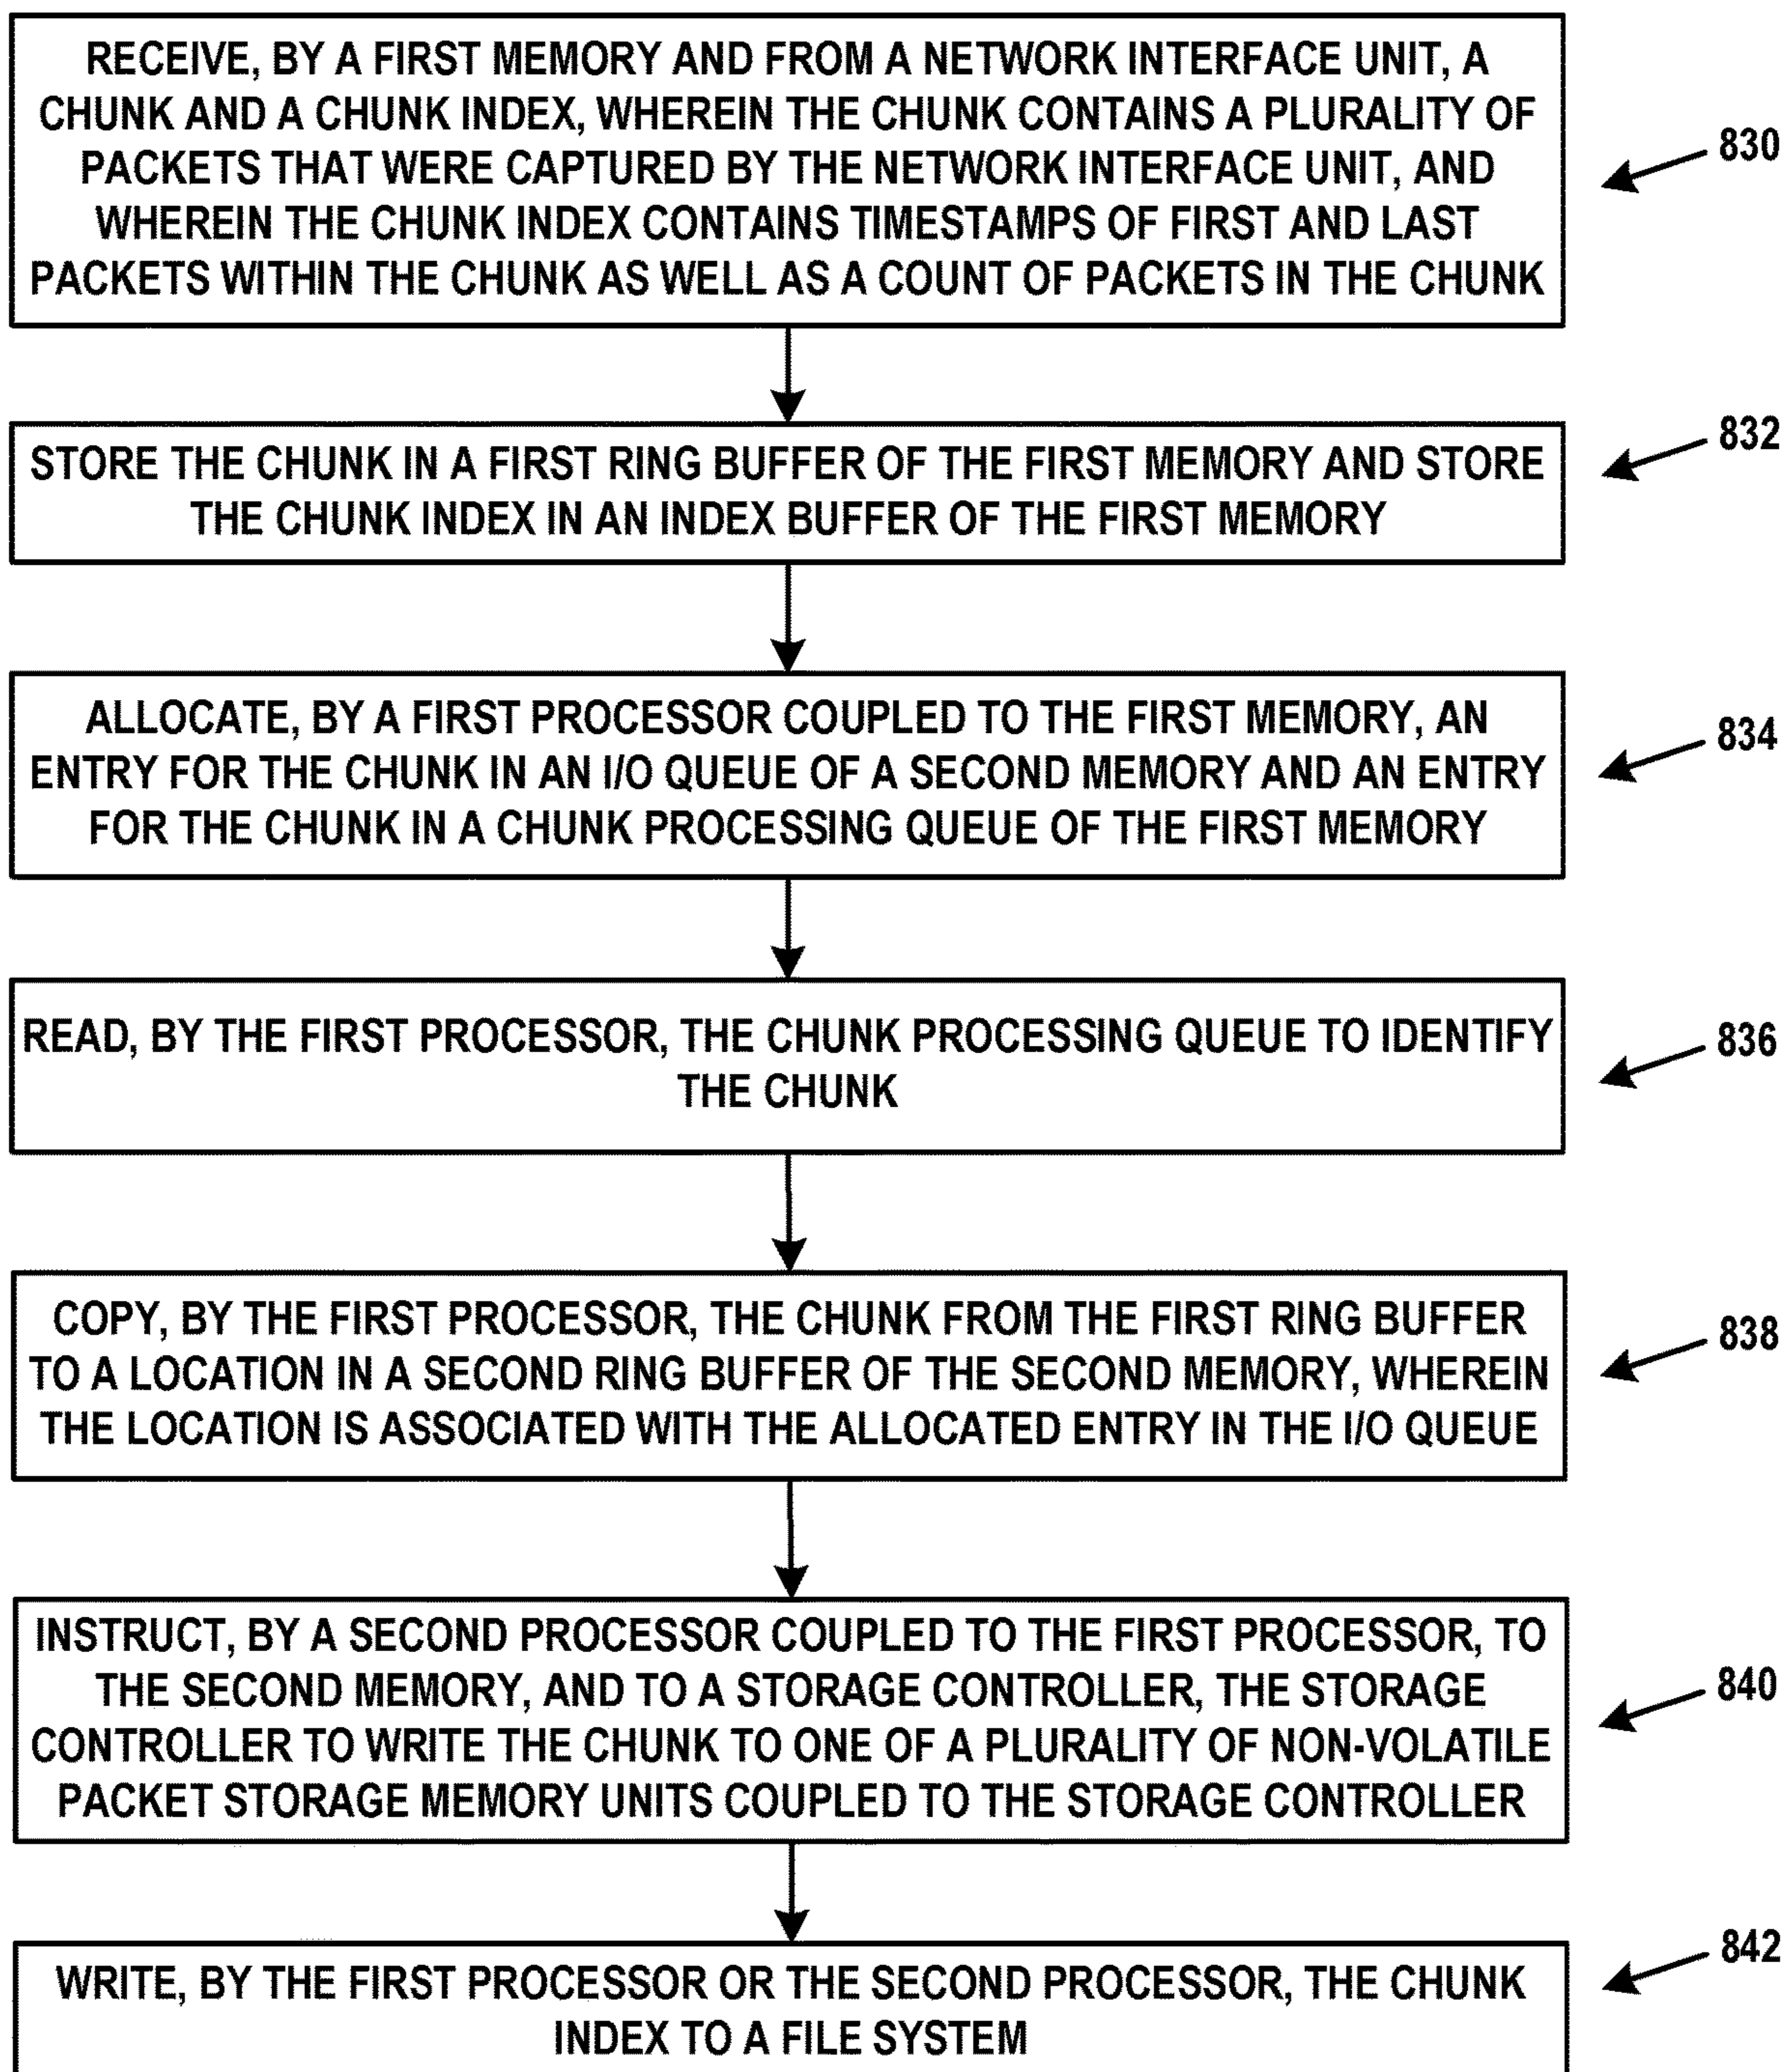 RECEIVE, BY A FIRST MEMORY AND FROM A NETWORK INTERFACE UNIT, A
CHUNK AND A CHUNK INDEX, WHEREIN THE CHUNK CONTAINS A PLURALITY OF
PACKETS THAT WERE CAPTURED BY THE NETWORK INTERFACE UNIT, AND
WHEREIN THE CHUNK INDEX CONTAINS TIMESTAMPS OF FIRST AND LAST
PACKETS WITHIN THE CHUNK AS WELL AS A COUNT OF PACKETS IN THE CHUNK
830
STORE THE CHUNK IN A FIRST RING BUFFER OF THE FIRST MEMORY AND STORE
THE CHUNK INDEX IN AN INDEX BUFFER OF THE FIRST MEMORY
832
ALLOCATE, BY A FIRST PROCESSOR COUPLED TO THE FIRST MEMORY, AN
ENTRY FOR THE CHUNK IN AN I/O QUEUE OF A SECOND MEMORY AND AN ENTRY
FOR THE CHUNK IN A CHUNK PROCESSING QUEUE OF THE FIRST MEMORY
834
READ, BY THE FIRST PROCESSOR, THE CHUNK PROCESSING QUEUE TO IDENTIFY
THE CHUNK
836
COPY, BY THE FIRST PROCESSOR, THE CHUNK FROM THE FIRST RING BUFFER
TO A LOCATION IN A SECOND RING BUFFER OF THE SECOND MEMORY, WHEREIN
THE LOCATION IS ASSOCIATED WITH THE ALLOCATED ENTRY IN THE I/O QUEUE
838
INSTRUCT, BY A SECOND PROCESSOR COUPLED TO THE FIRST PROCESSOR, TO
THE SECOND MEMORY, AND TO A STORAGE CONTROLLER, THE STORAGE
CONTROLLER TO WRITE THE CHUNK TO ONE OF A PLURALITY OF NON-VOLATILE
PACKET STORAGE MEMORY UNITS COUPLED TO THE STORAGE CONTROLLER
840
WRITE, BY THE FIRST PROCESSOR OR THE SECOND PROCESSOR, THE CHUNK
INDEX TO A FILE SYSTEM
842